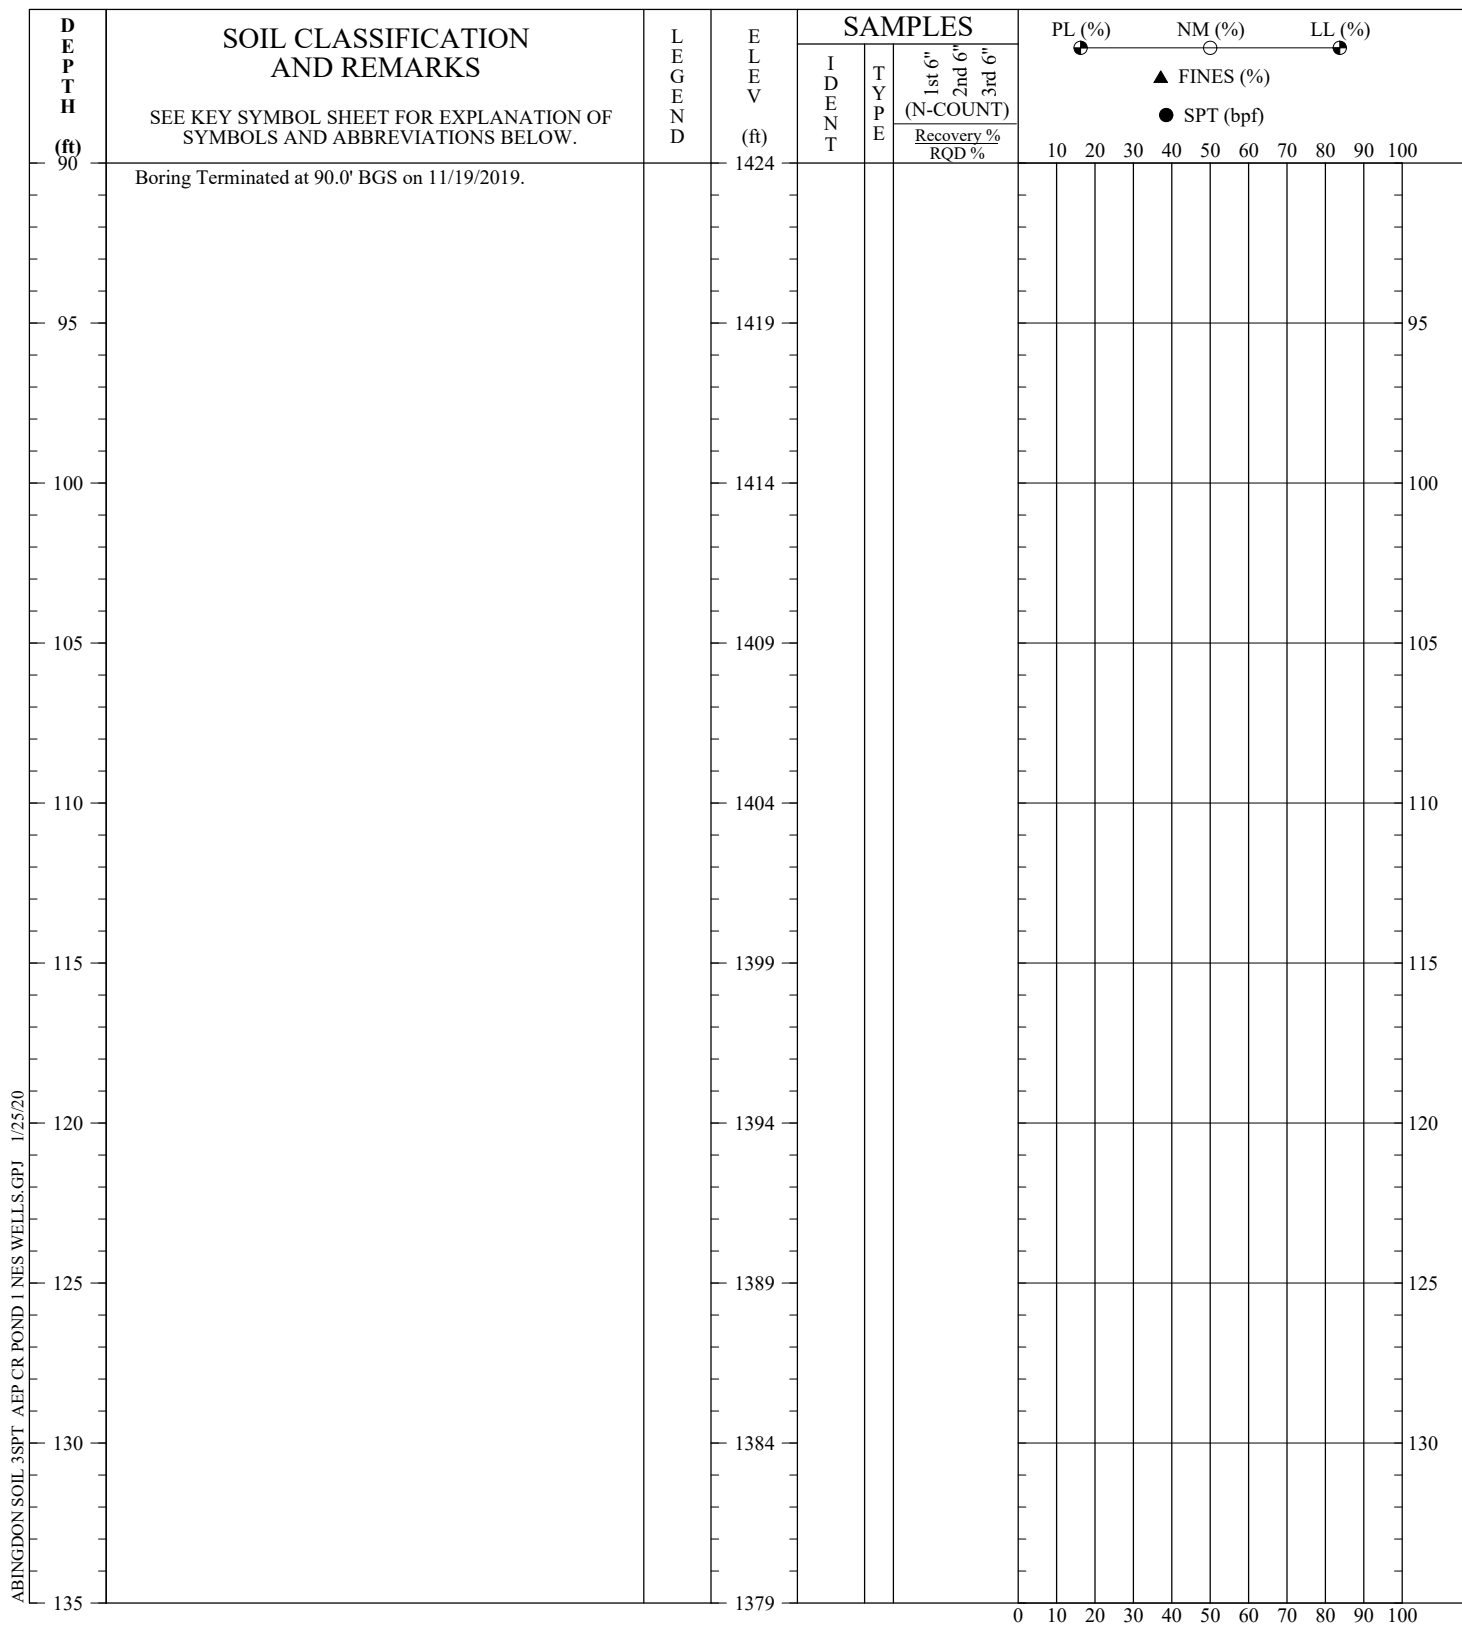 DEPTH
(ft)
SOIL CLASSIFICATION
AND REMARKS
SEE KEY SYMBOL SHEET FOR EXPLANATION OF
SYMBOLS AND ABBREVIATIONS BELOW.
LEGEND
ELEV
(ft)
SAMPLES
IDENT
TYPE
1st 6"
2nd 6"
3rd 6"
(N-COUNT)
Recovery %
RQD %
PL (%) NM (%) LL (%)
▲ FINES (%)
● SPT (bpf)
10 20 30 40 50 60 70 80 90 100
90 1424
Boring Terminated at 90.0' BGS on 11/19/2019.
95 1419 95
100 1414 100
105 1409 105
110 1404 110
115 1399 115
120 1394 120
125 1389 125
130 1384 130
135 1379
0 10 20 30 40 50 60 70 80 90 100
ABINGDON SOIL 3SPT AEP CR POND 1 NES WELLS.GPJ 1/25/20